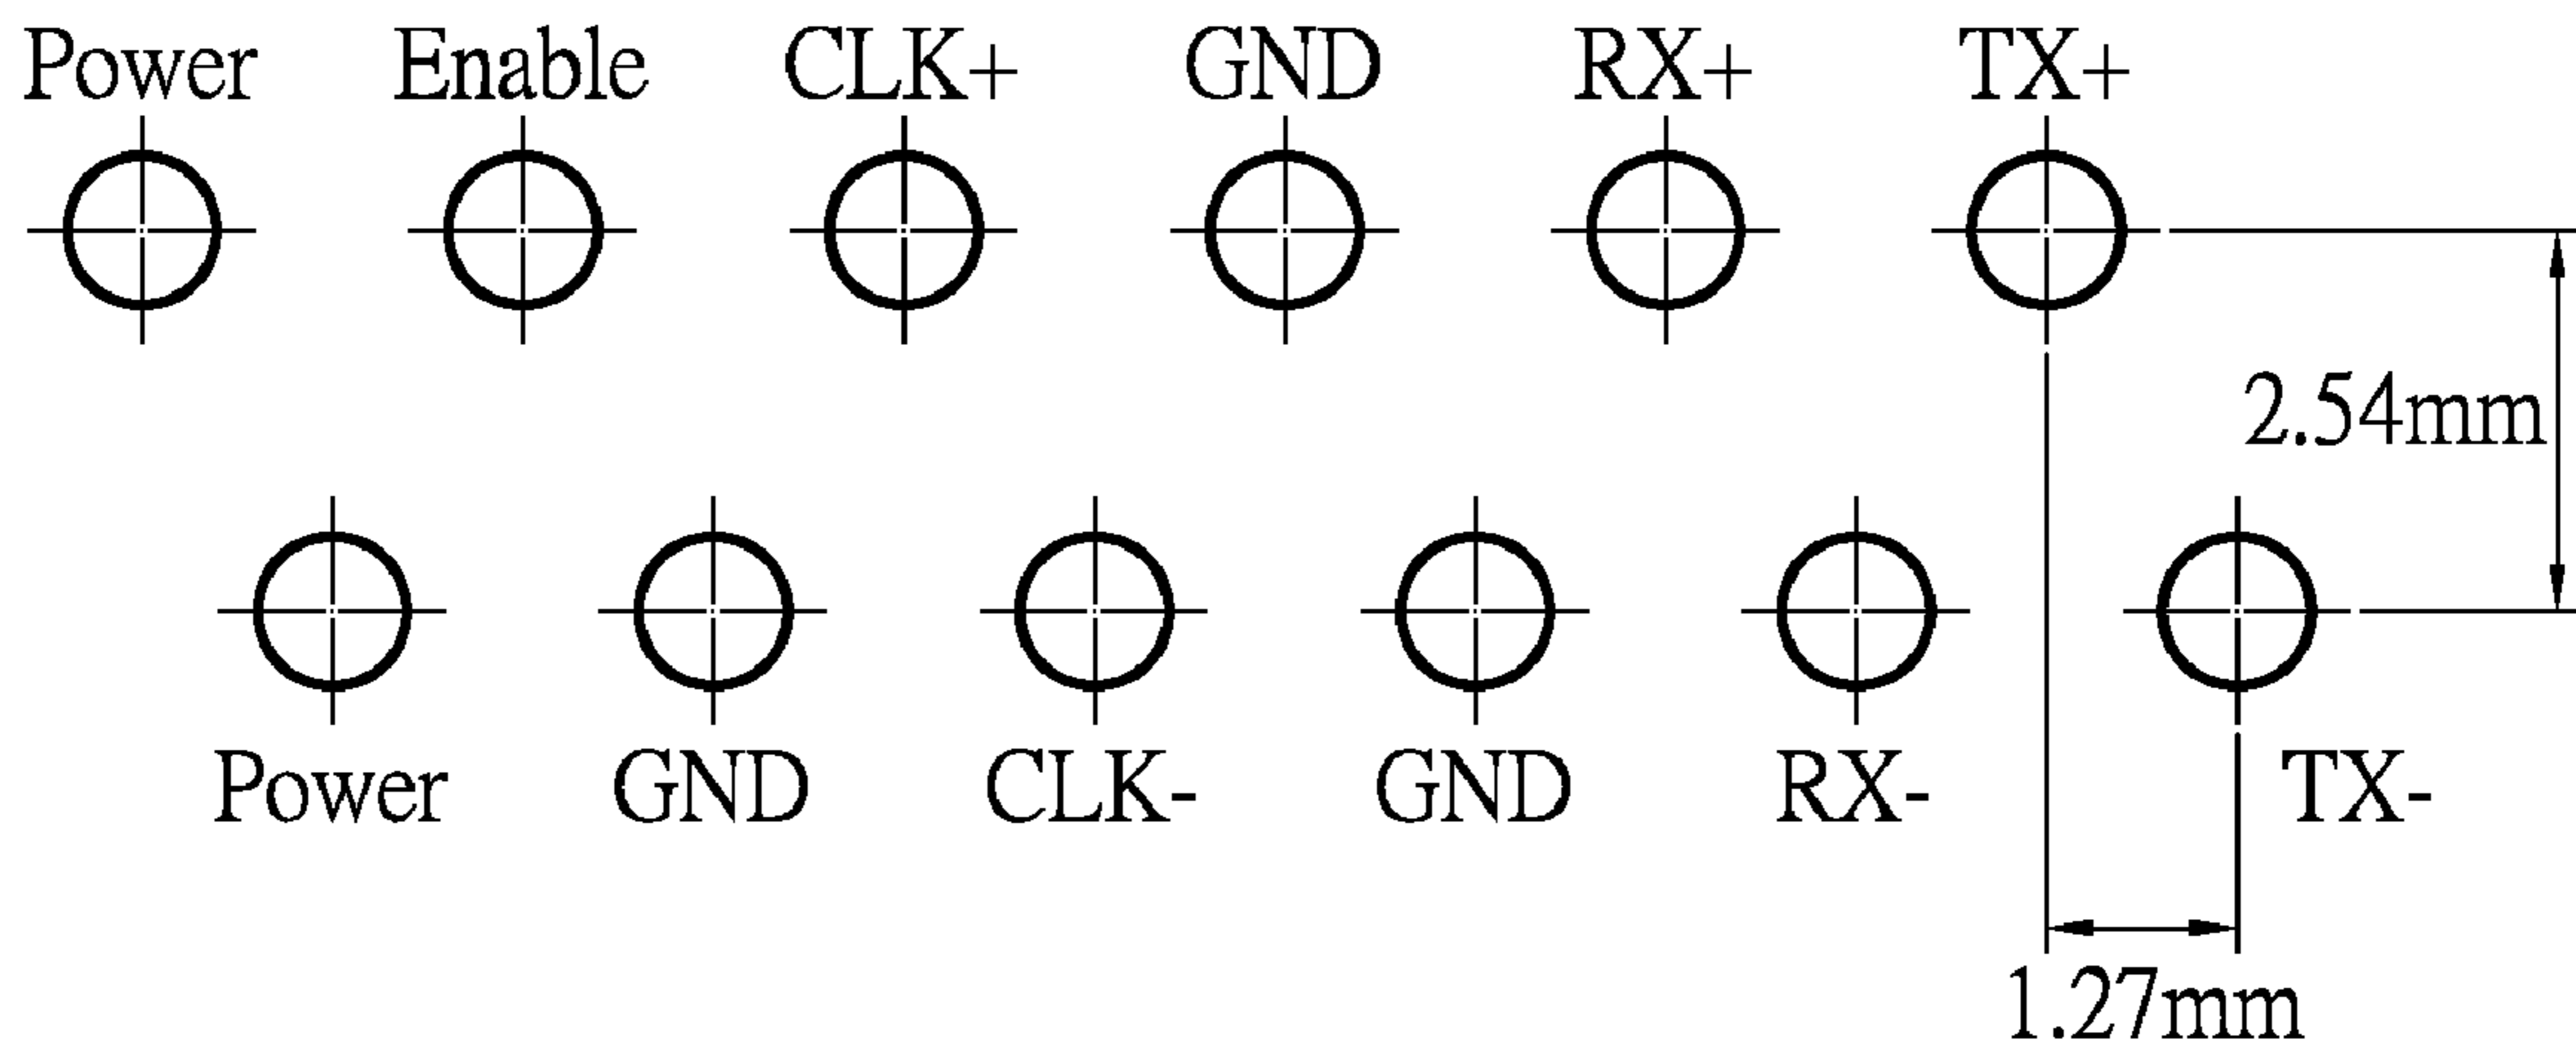 Power Enable CLK+ GND RX+ TX+
2.54mm
Power GND CLK- GND RX- TX-
1.27mm